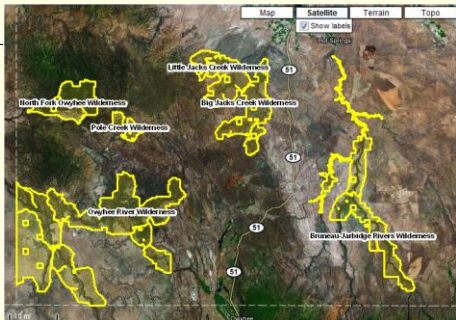 Map
Satellite
Terrain
Topo
Show labels
Little Jacks Creek Wilderness
51
North Fork Owyhee Wilderness
Big Jacks Creek Wilderness
Pole Creek Wilderness
51
Owyhee River Wilderness
51
Bruneau-Jarbidge Rivers Wilderness
51